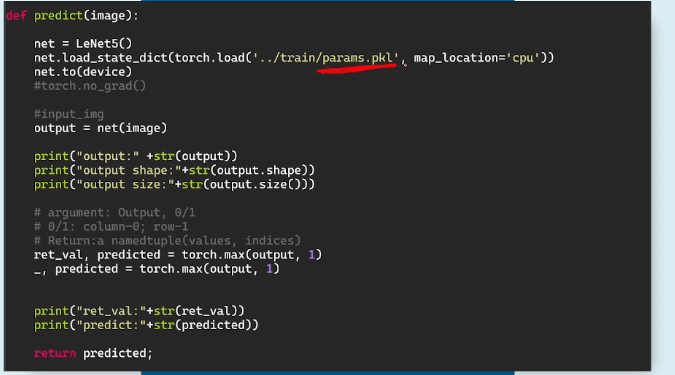 def predict(image):
net = LeNet5()
net.load_state_dict(torch.load('../train/params.pkl', map_location='cpu'))
net.to(device)
#torch.no_grad()
#input_img
output = net(image)
print("output:" +str(output))
print("output shape:"+str(output.shape))
print("output size:"+str(output.size()))
# argument: Output, 0/1
# 0/1: column-0; row-1
# Return:a namedtuple(values, indices)
ret_val, predicted = torch.max(output, 1)
_, predicted = torch.max(output, 1)
print("ret_val:"+str(ret_val))
print("predict:"+str(predicted))
return predicted;